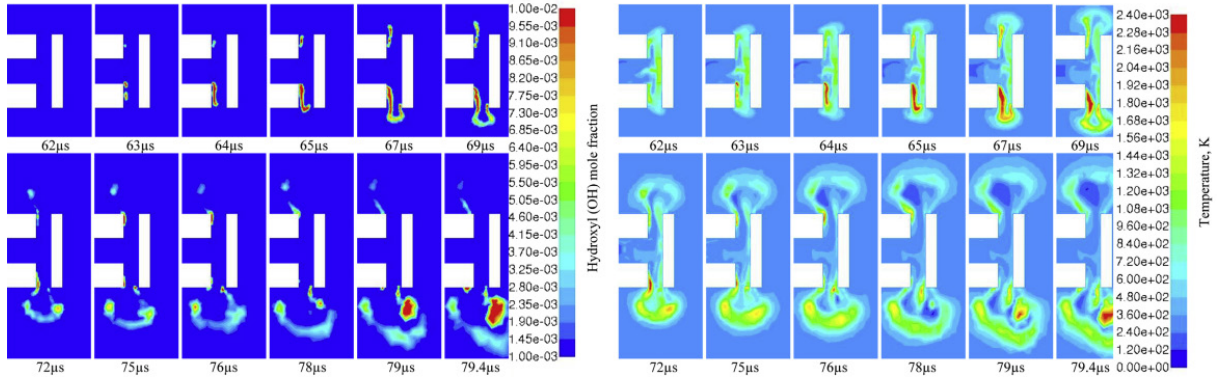 62μs 63μs 64μs 65μs 67μs 69μs
72μs 75μs 76μs 78μs 79μs 79.4μs
1.00e-02
9.55e-03
9.10e-03
8.65e-03
8.20e-03
7.75e-03
7.30e-03
6.85e-03
6.40e-03
5.95e-03
5.50e-03
5.05e-03
4.60e-03
4.15e-03
3.70e-03
3.25e-03
2.80e-03
2.35e-03
1.90e-03
1.45e-03
1.00e-03
Hydroxyl (OH) mole fraction
62μs 63μs 64μs 65μs 67μs 69μs
72μs 75μs 76μs 78μs 79μs 79.4μs
2.40e+03
2.28e+03
2.16e+03
2.04e+03
1.92e+03
1.80e+03
1.68e+03
1.56e+03
1.44e+03
1.32e+03
1.20e+03
1.08e+03
9.60e+02
8.40e+02
7.20e+02
6.00e+02
4.80e+02
3.60e+02
2.40e+02
1.20e+02
0.00e+00
Temperature, K